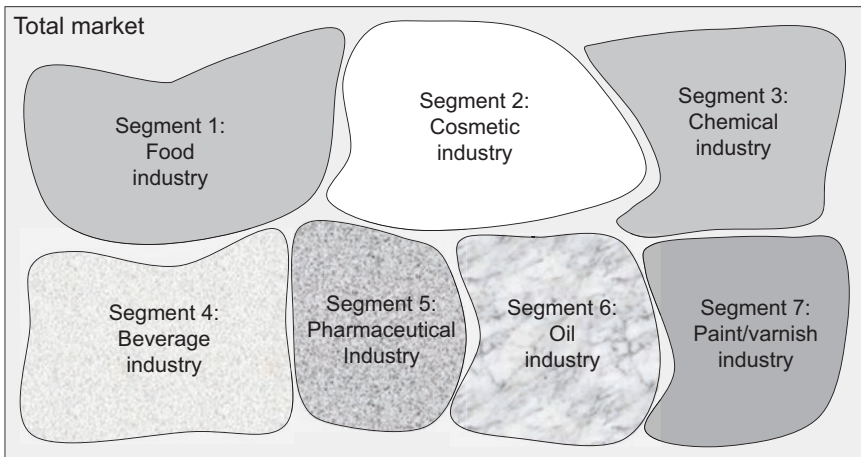 Total market
Segment 1:
Food
industry
Segment 2:
Cosmetic
industry
Segment 3:
Chemical
industry
Segment 4:
Beverage
industry
Segment 5:
Pharmaceutical
Industry
Segment 6:
Oil
industry
Segment 7:
Paint/varnish
industry